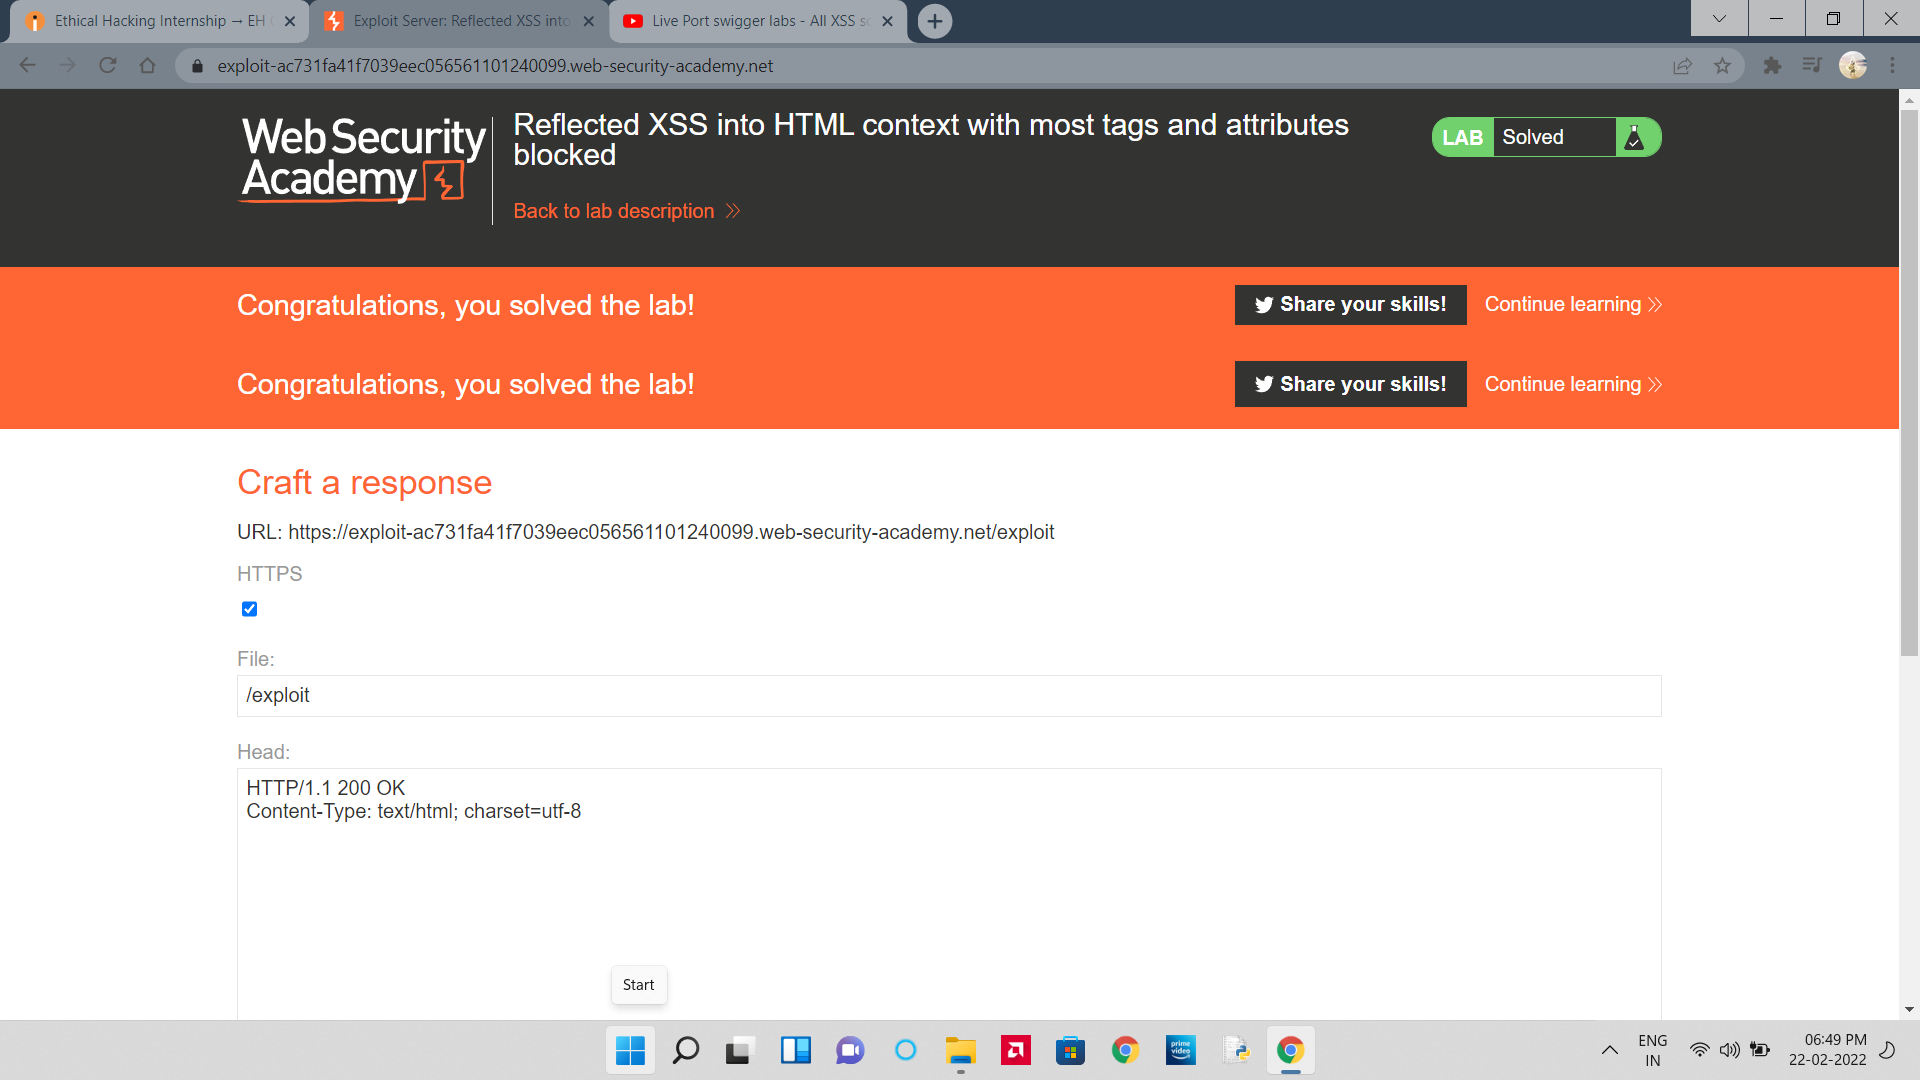 Ethical Hacking Internship → EH
Exploit Server: Reflected XSS into
Live Port swigger labs - All XSS so
exploit-ac731fa41f7039eec056561101240099.web-security-academy.net
Web Security
Academy
Reflected XSS into HTML context with most tags and attributes
blocked
Back to lab description
LAB Solved
Congratulations, you solved the lab!
Share your skills!
Continue learning
Congratulations, you solved the lab!
Share your skills!
Continue learning
Craft a response
URL: https://exploit-ac731fa41f7039eec056561101240099.web-security-academy.net/exploit
HTTPS
File:
/exploit
Head:
HTTP/1.1 200 OK
Content-Type: text/html; charset=utf-8
Start
prime
video
ENG
IN
06:49 PM
22-02-2022